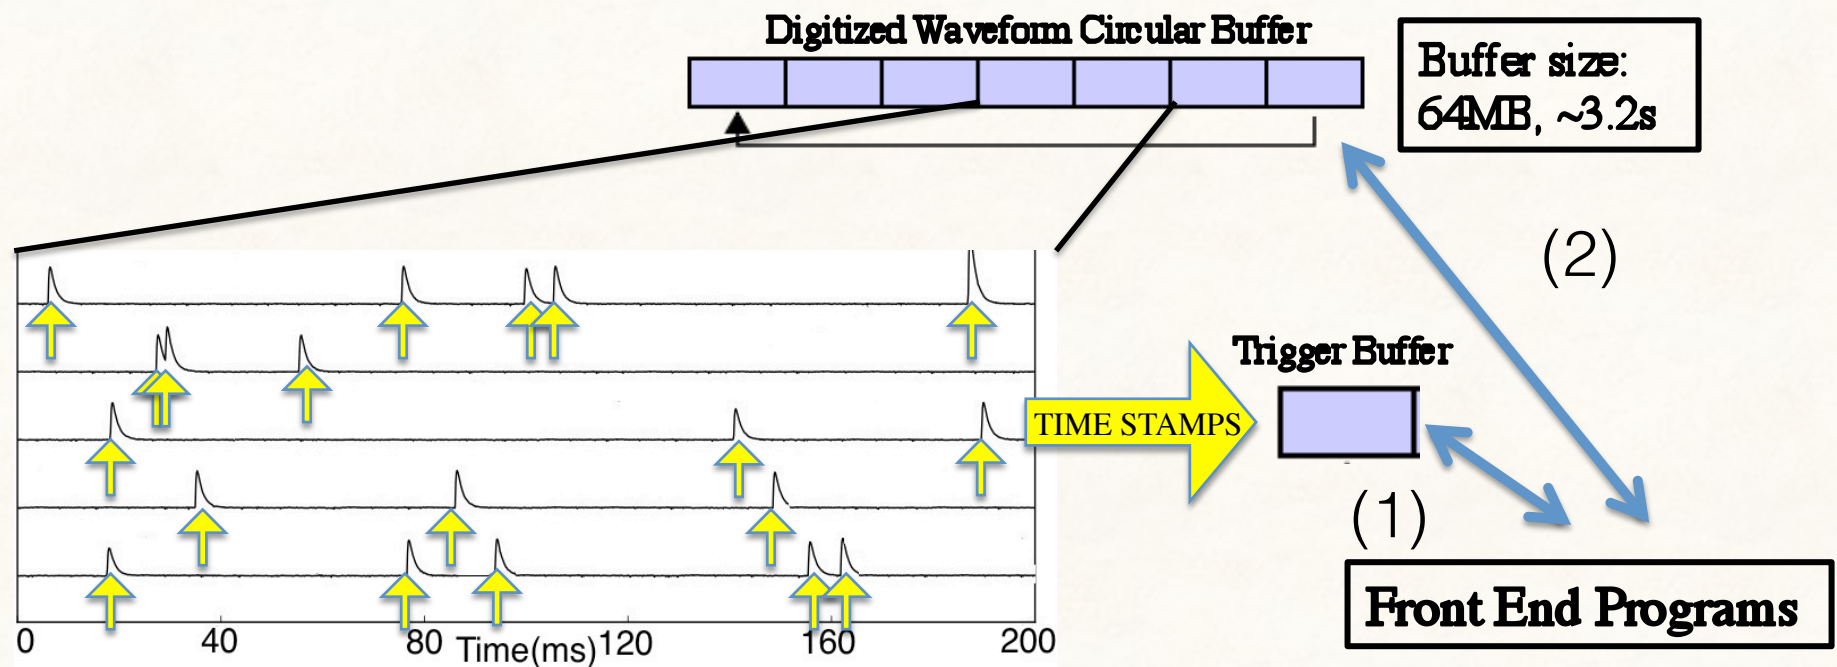 Digitized Waveform Circular Buffer
Buffer size:
64MB, ~3.2s
(2)
Trigger Buffer
TIME STAMPS
(1)
Front End Programs
0 40 80 120 160 200
Time(ms)